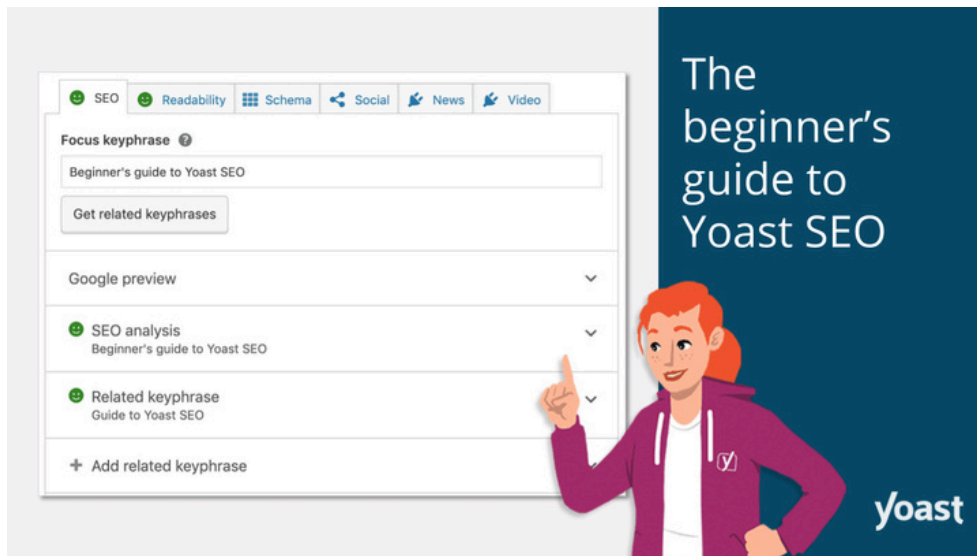 SEO Readability Schema Social News Video
Focus keyphrase
Beginner's guide to Yoast SEO
Get related keyphrases
Google preview
SEO analysis
Beginner's guide to Yoast SEO
Related keyphrase
Guide to Yoast SEO
+ Add related keyphrase
The
beginner's
guide to
Yoast SEO
y
yoast